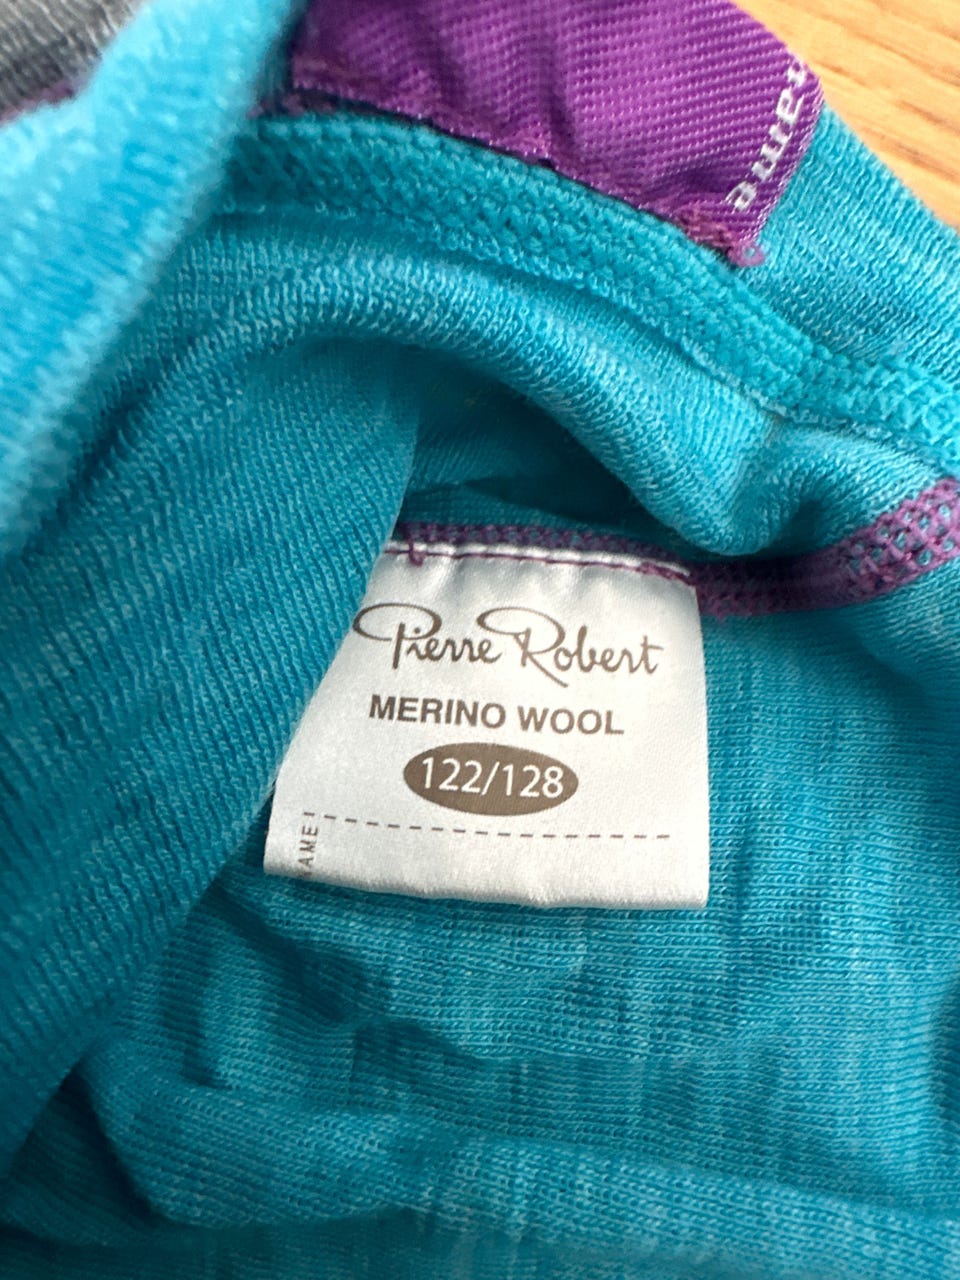 Pierre Robert
MERINO WOOL
122/128